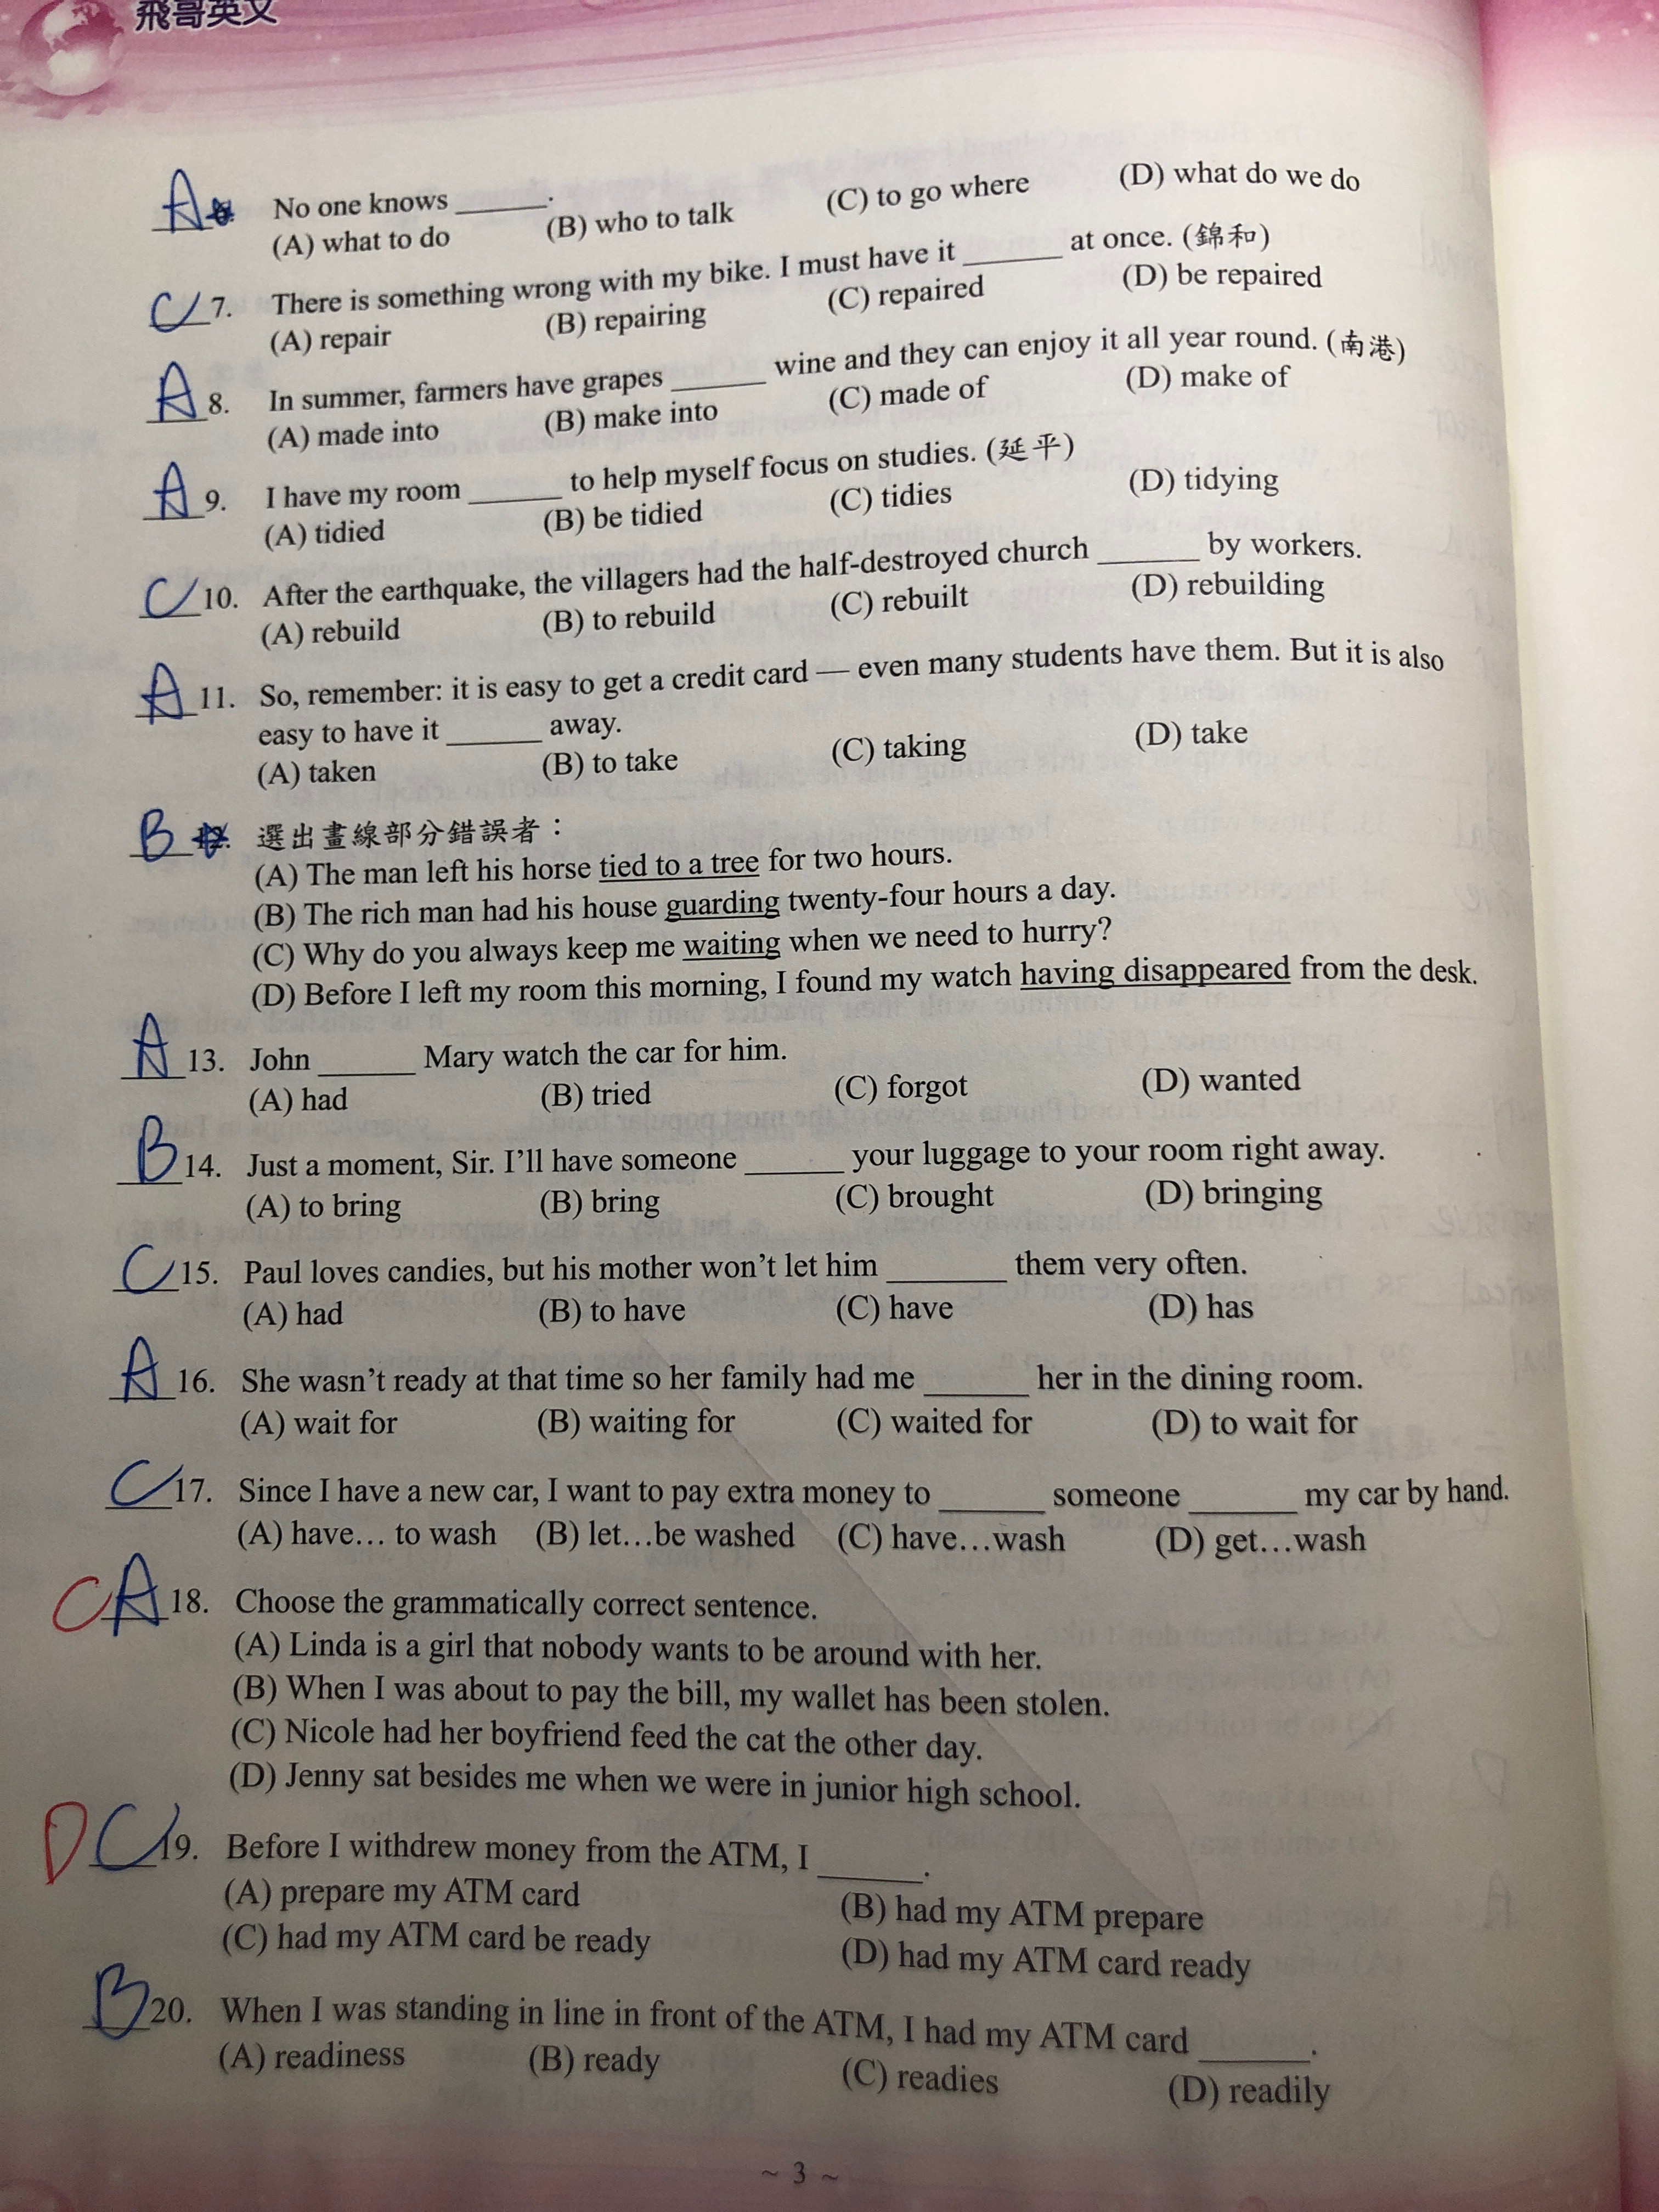 飛哥英文
A 6. No one knows ______.
(A) what to do (B) who to talk (C) to go where (D) what do we do
C 7. There is something wrong with my bike. I must have it ______ at once. (錦和)
(A) repair (B) repairing (C) repaired (D) be repaired
A 8. In summer, farmers have grapes ______ wine and they can enjoy it all year round. (南港)
(A) made into (B) make into (C) made of (D) make of
A 9. I have my room ______ to help myself focus on studies. (延平)
(A) tidied (B) be tidied (C) tidies (D) tidying
C 10. After the earthquake, the villagers had the half-destroyed church ______ by workers.
(A) rebuild (B) to rebuild (C) rebuilt (D) rebuilding
A 11. So, remember: it is easy to get a credit card — even many students have them. But it is also
easy to have it ______ away.
(A) taken (B) to take (C) taking (D) take
B 12. 選出畫線部分錯誤者：
(A) The man left his horse tied to a tree for two hours.
(B) The rich man had his house guarding twenty-four hours a day.
(C) Why do you always keep me waiting when we need to hurry?
(D) Before I left my room this morning, I found my watch having disappeared from the desk.
A 13. John ______ Mary watch the car for him.
(A) had (B) tried (C) forgot (D) wanted
B 14. Just a moment, Sir. I'll have someone ______ your luggage to your room right away.
(A) to bring (B) bring (C) brought (D) bringing
C 15. Paul loves candies, but his mother won't let him ______ them very often.
(A) had (B) to have (C) have (D) has
A 16. She wasn't ready at that time so her family had me ______ her in the dining room.
(A) wait for (B) waiting for (C) waited for (D) to wait for
C 17. Since I have a new car, I want to pay extra money to ______ someone ______ my car by hand.
(A) have… to wash (B) let…be washed (C) have…wash (D) get…wash
C A 18. Choose the grammatically correct sentence.
(A) Linda is a girl that nobody wants to be around with her.
(B) When I was about to pay the bill, my wallet has been stolen.
(C) Nicole had her boyfriend feed the cat the other day.
(D) Jenny sat besides me when we were in junior high school.
D C 19. Before I withdrew money from the ATM, I ______.
(A) prepare my ATM card (B) had my ATM prepare
(C) had my ATM card be ready (D) had my ATM card ready
B 20. When I was standing in line in front of the ATM, I had my ATM card ______.
(A) readiness (B) ready (C) readies (D) readily
~ 3 ~